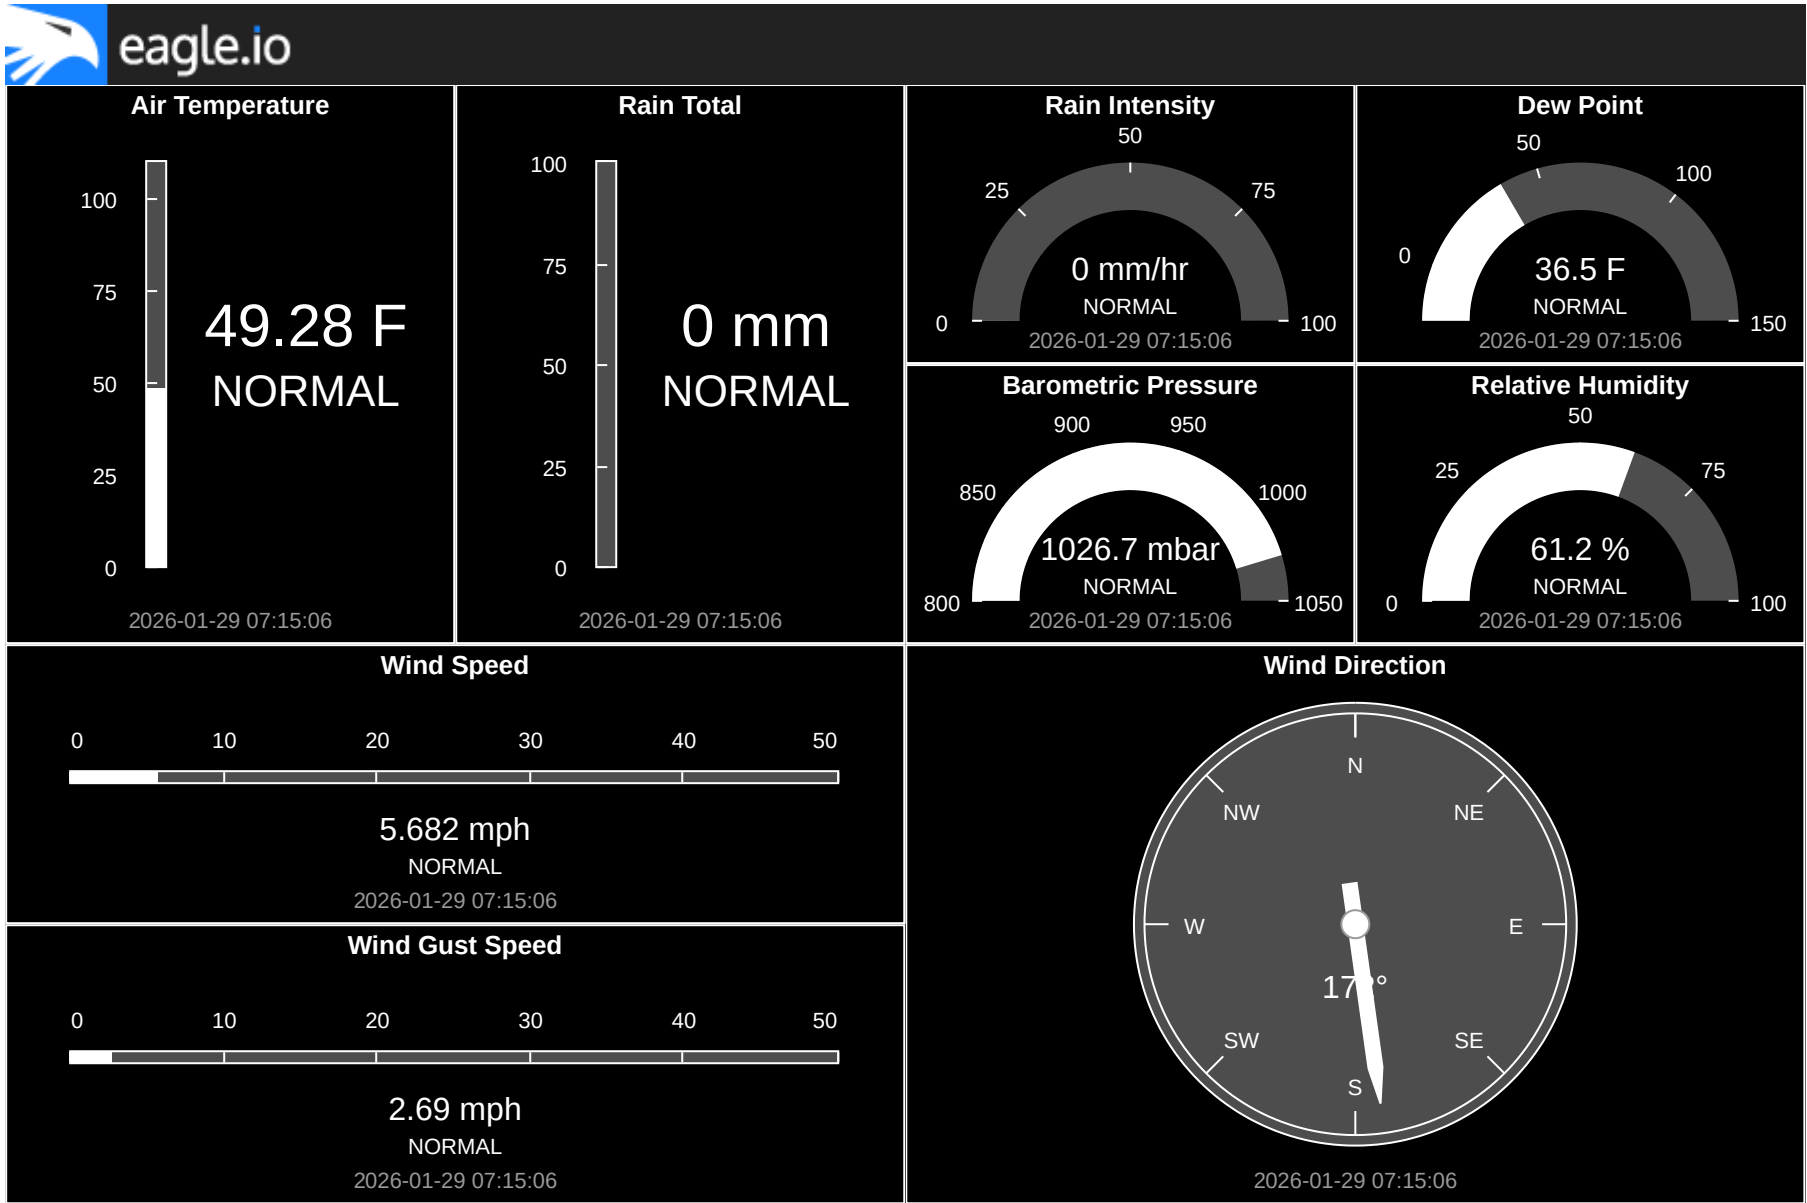 eagle.io
Air Temperature
100
75
50
25
0
49.28 F
NORMAL
2026-01-29 07:15:06
Rain Total
100
75
50
25
0
0 mm
NORMAL
2026-01-29 07:15:06
Rain Intensity
0
25
50
75
100
0 mm/hr
NORMAL
2026-01-29 07:15:06
Dew Point
0
50
100
150
36.5 F
NORMAL
2026-01-29 07:15:06
Barometric Pressure
800
850
900
950
1000
1050
1026.7 mbar
NORMAL
2026-01-29 07:15:06
Relative Humidity
0
25
50
75
100
61.2 %
NORMAL
2026-01-29 07:15:06
Wind Speed
0 10 20 30 40 50
5.682 mph
NORMAL
2026-01-29 07:15:06
Wind Gust Speed
0 10 20 30 40 50
2.69 mph
NORMAL
2026-01-29 07:15:06
Wind Direction
N
NW NE
W E
SW SE
S
2026-01-29 07:15:06